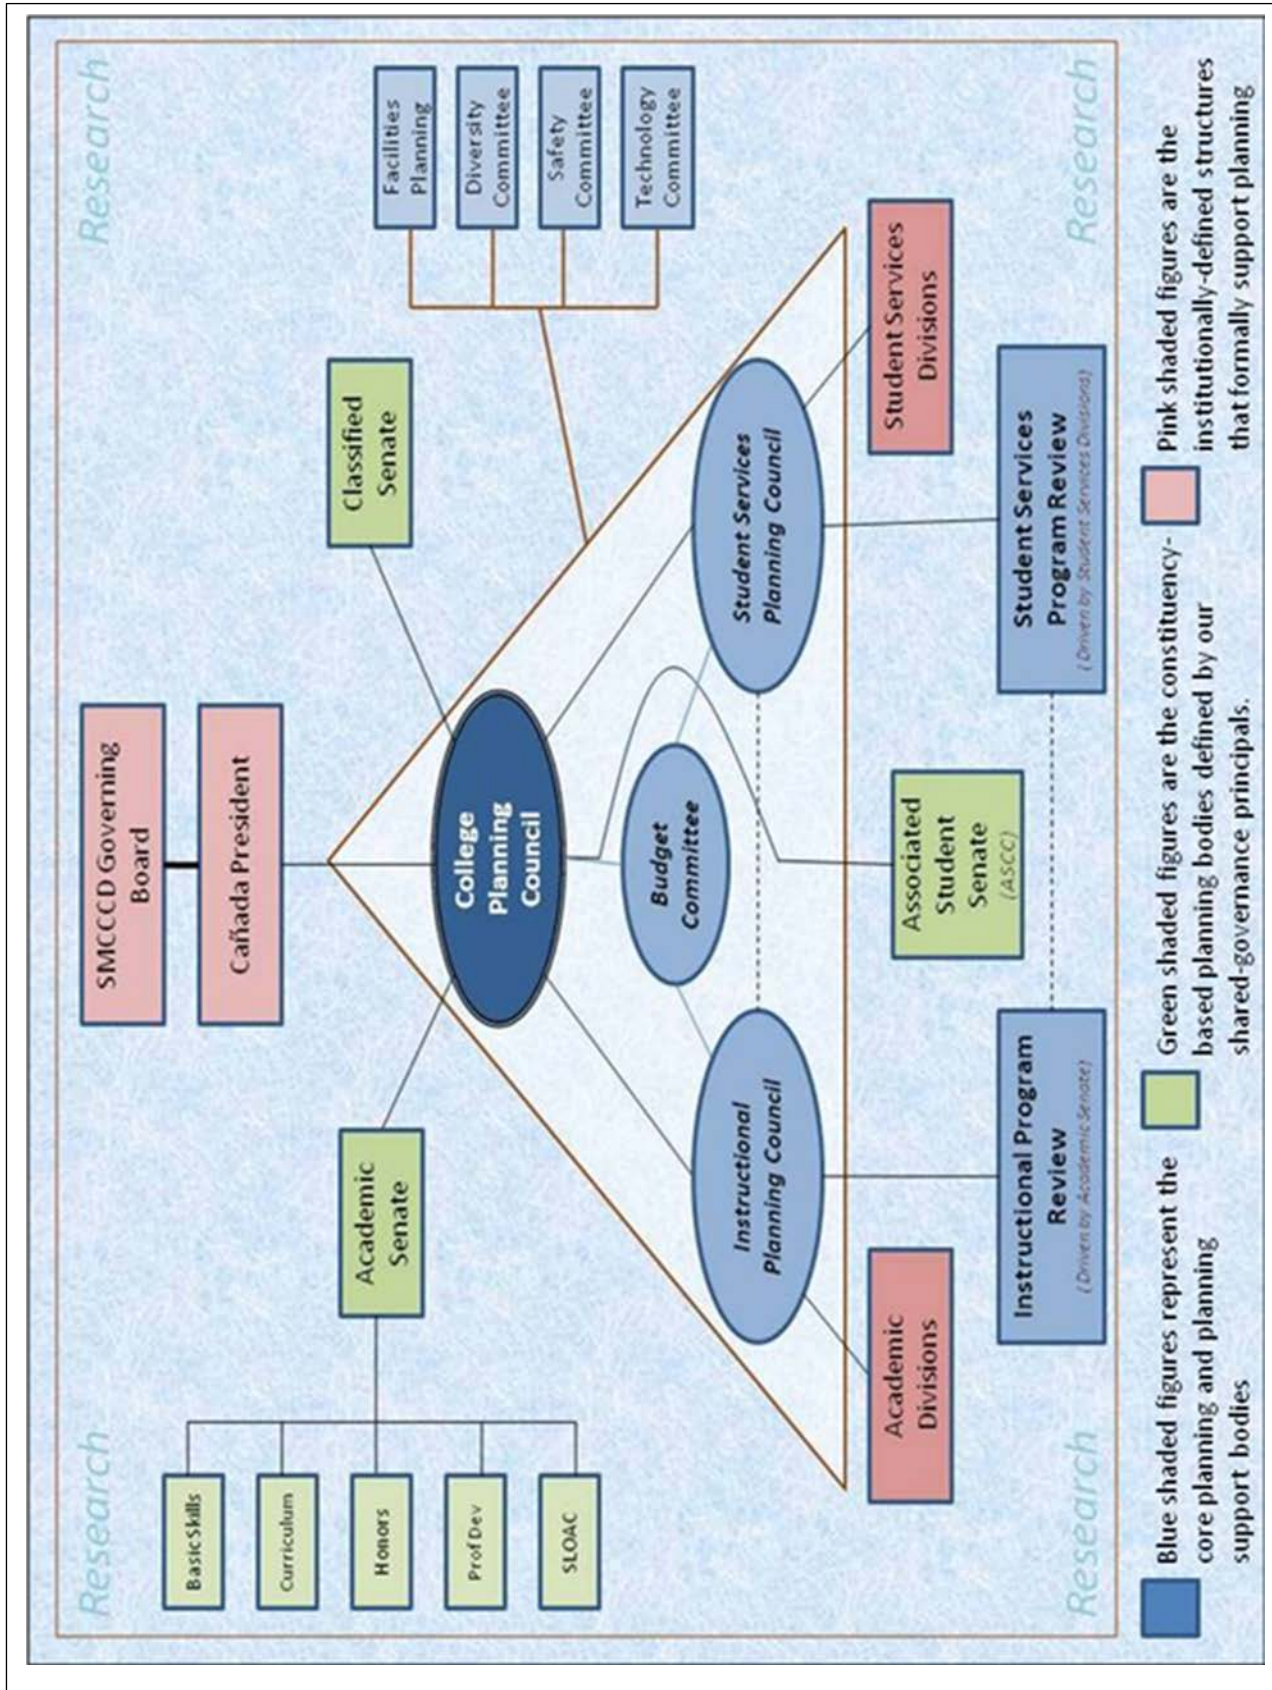 Research
Research
SMCCCD Governing
Board
Cañada President
Basic Skills
Curriculum
Honors
Prof Dev
SLOAC
Academic
Senate
Classified
Senate
Facilities
Planning
Diversity
Committee
Safety
Committee
Technology
Committee
College
Planning
Council
Budget
Committee
Instructional
Planning Council
Student Services
Planning Council
Academic
Divisions
Associated
Student
Senate
(ASCC)
Student Services
Divisions
Instructional Program
Review
(Driven by Academic Senate)
Student Services
Program Review
(Driven by Student Services Divisions)
Research
Research
Blue shaded figures represent the
core planning and planning
support bodies
Green shaded figures are the constituency-
based planning bodies defined by our
shared-governance principals.
Pink shaded figures are the
institutionally-defined structures
that formally support planning